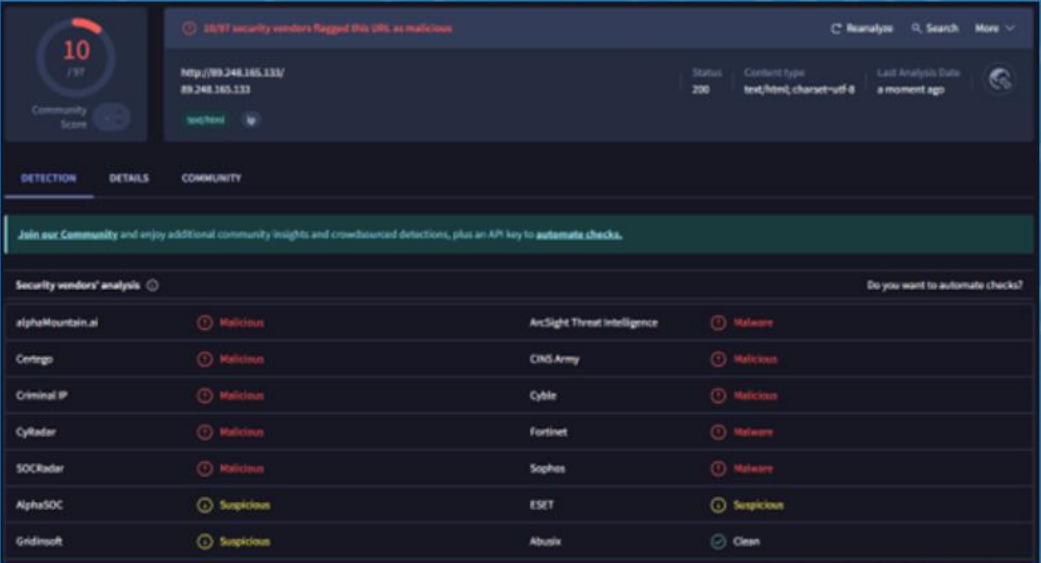 10
/ 97
Community
Score
10/97 security vendors flagged this URL as malicious
Reanalyze
Search
More
http://89.248.165.133/
89.248.165.133
text/html
ip
Status
200
Content type
text/html; charset=utf-8
Last Analysis Date
a moment ago
DETECTION
DETAILS
COMMUNITY
Join our Community and enjoy additional community insights and crowdsourced detections, plus an API key to automate checks.
Security vendors' analysis
Do you want to automate checks?
alphaMountain.ai Malicious ArcSight Threat Intelligence Malware
Certego Malicious CINS Army Malicious
Criminal IP Malicious Cyble Malicious
CyRadar Malicious Fortinet Malware
SOCRadar Malicious Sophos Malware
AlphaSOC Suspicious ESET Suspicious
Gridinsoft Suspicious Abusix Clean